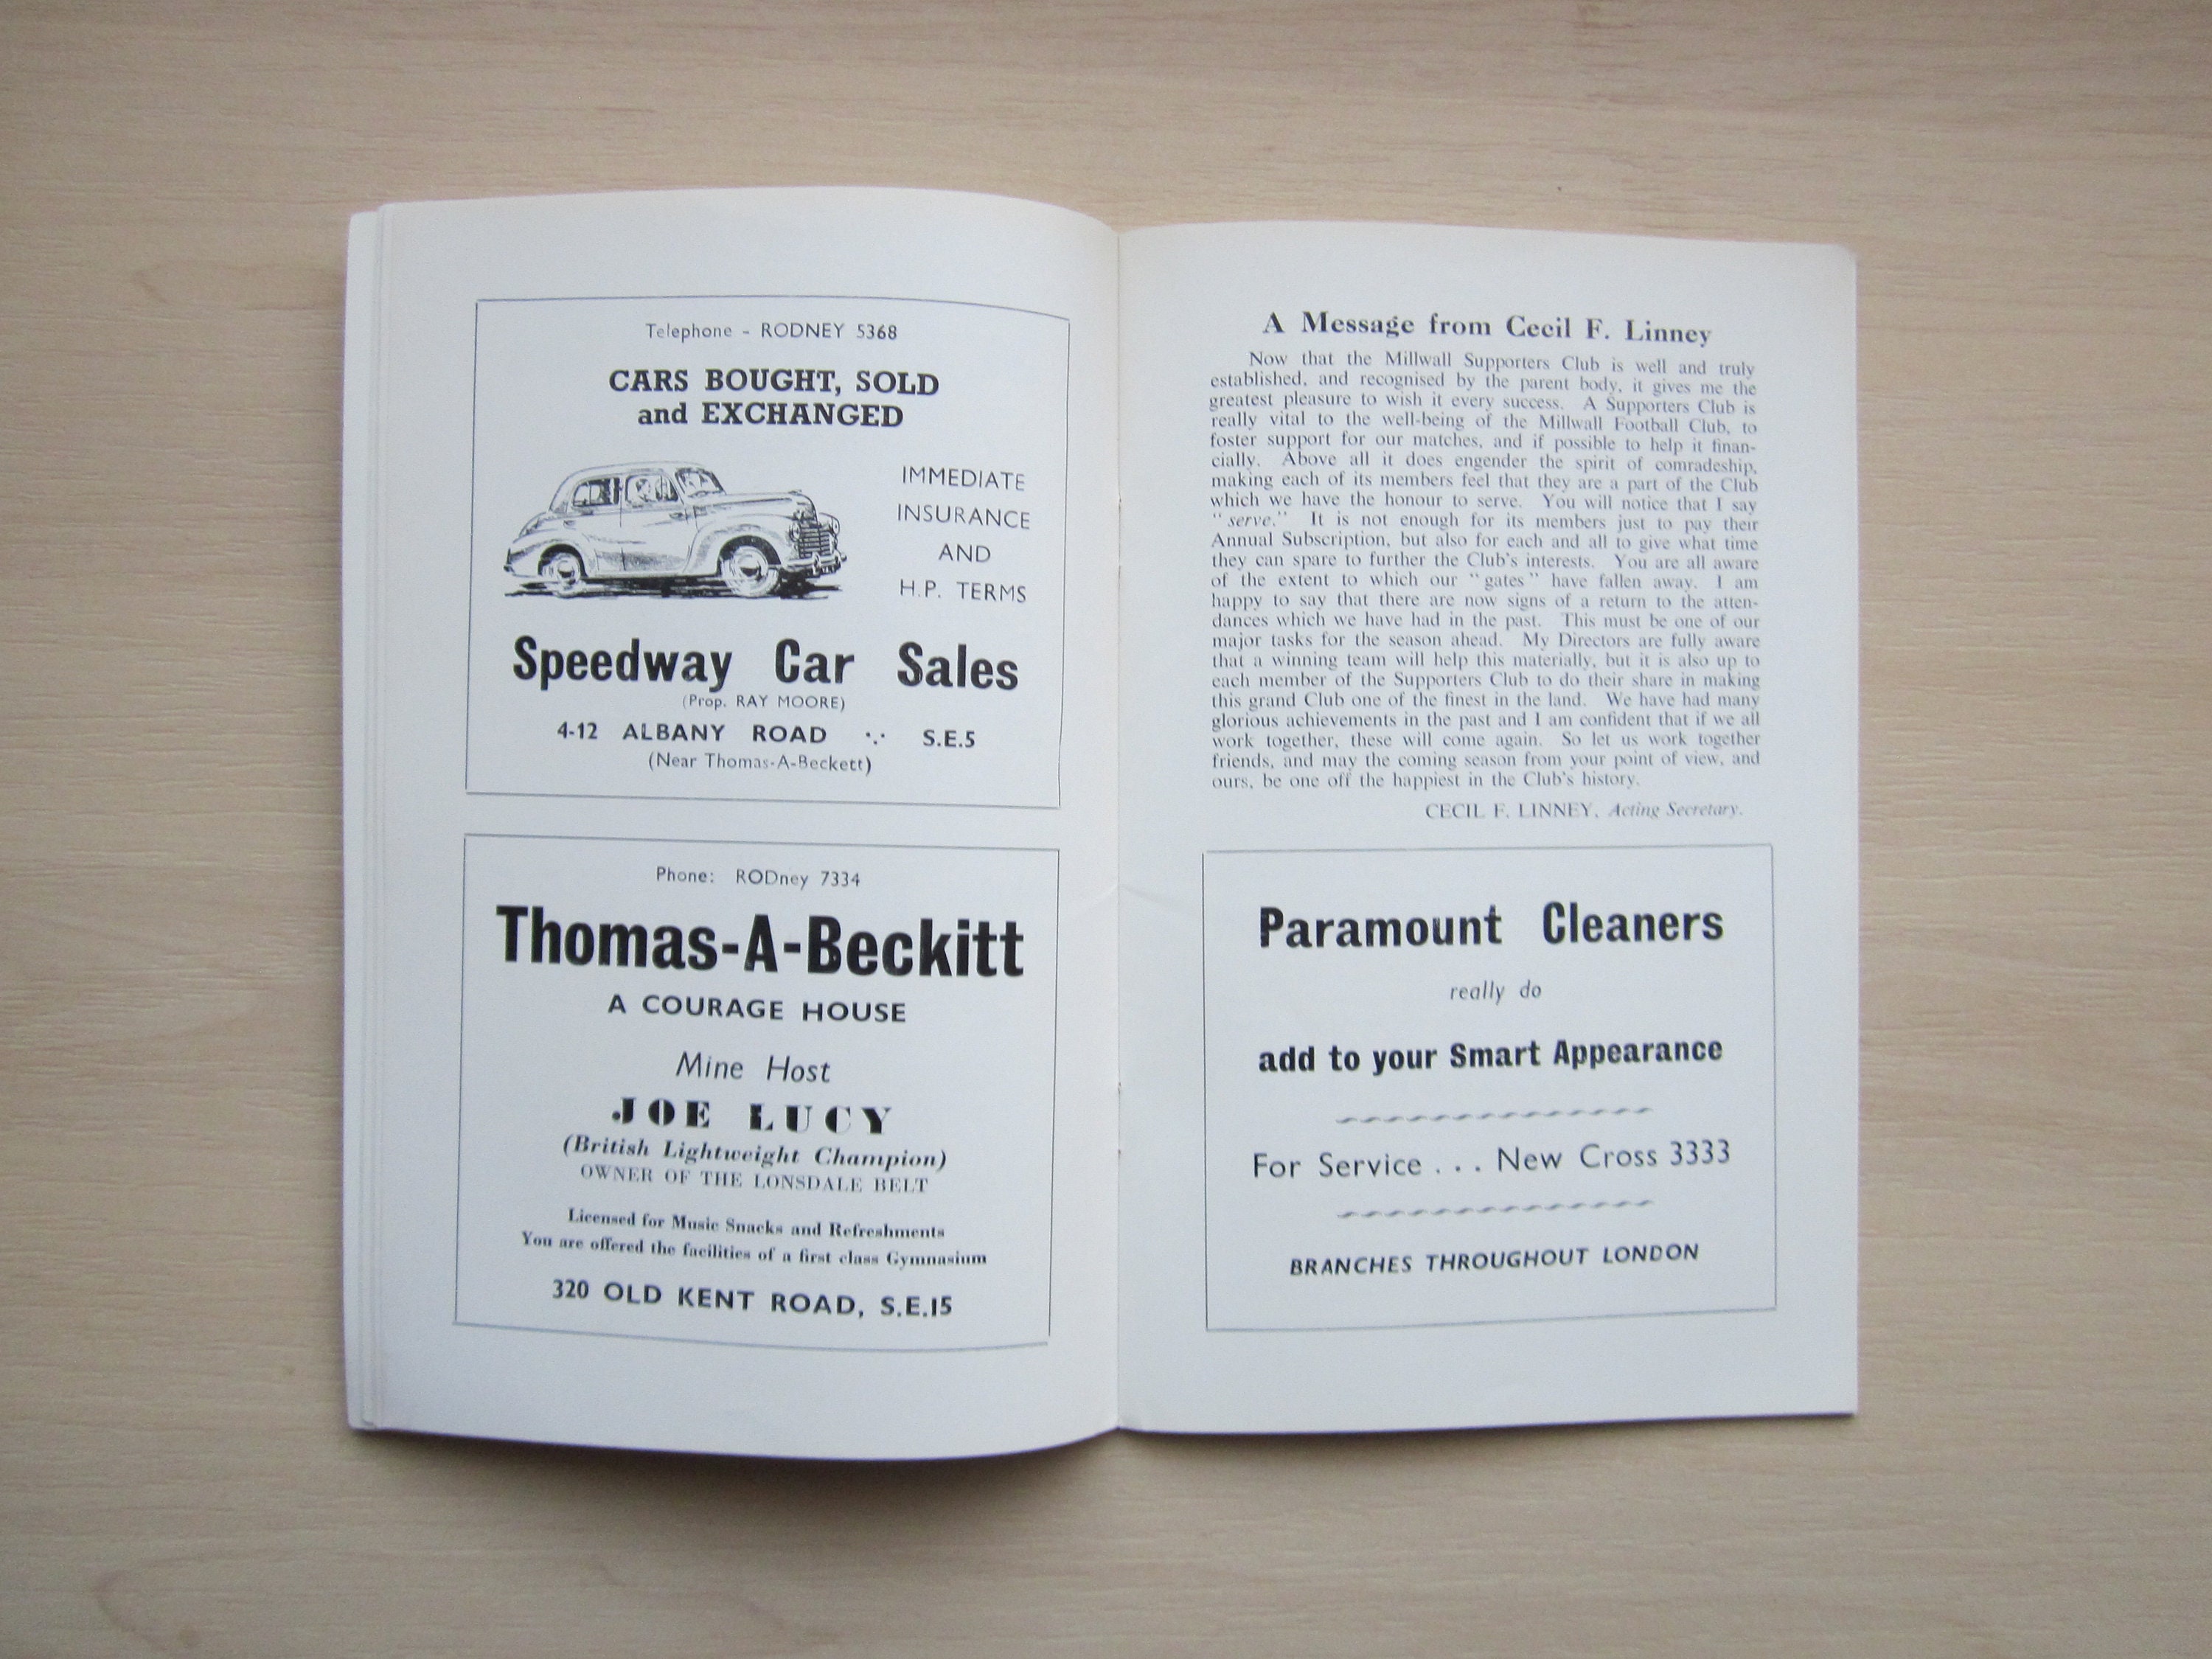 Telephone - RODNEY 5368
CARS BOUGHT, SOLD
and EXCHANGED
IMMEDIATE
INSURANCE
AND
H.P. TERMS
Speedway Car Sales
(Prop. RAY MOORE)
4-12 ALBANY ROAD ·.· S.E.5
(Near Thomas-A-Beckett)
Phone: RODney 7334
Thomas-A-Beckitt
A COURAGE HOUSE
Mine Host
JOE LUCY
(British Lightweight Champion)
OWNER OF THE LONSDALE BELT
Licensed for Music Snacks and Refreshments
You are offered the facilities of a first class Gymnasium
320 OLD KENT ROAD, S.E.15
A Message from Cecil F. Linney
Now that the Millwall Supporters Club is well and truly
established, and recognised by the parent body, it gives me the
greatest pleasure to wish it every success. A Supporters Club is
really vital to the well-being of the Millwall Football Club, to
foster support for our matches, and if possible to help it finan-
cially. Above all it does engender the spirit of comradeship,
making each of its members feel that they are a part of the Club
which we have the honour to serve. You will notice that I say
"serve." It is not enough for its members just to pay their
Annual Subscription, but also for each and all to give what time
they can spare to further the Club's interests. You are all aware
of the extent to which our "gates" have fallen away. I am
happy to say that there are now signs of a return to the atten-
dances which we have had in the past. This must be one of our
major tasks for the season ahead. My Directors are fully aware
that a winning team will help this materially, but it is also up to
each member of the Supporters Club to do their share in making
this grand Club one of the finest in the land. We have had many
glorious achievements in the past and I am confident that if we all
work together, these will come again. So let us work together
friends, and may the coming season from your point of view, and
ours, be one off the happiest in the Club's history.
CECIL F. LINNEY, Acting Secretary.
Paramount Cleaners
really do
add to your Smart Appearance
For Service . . . New Cross 3333
BRANCHES THROUGHOUT LONDON